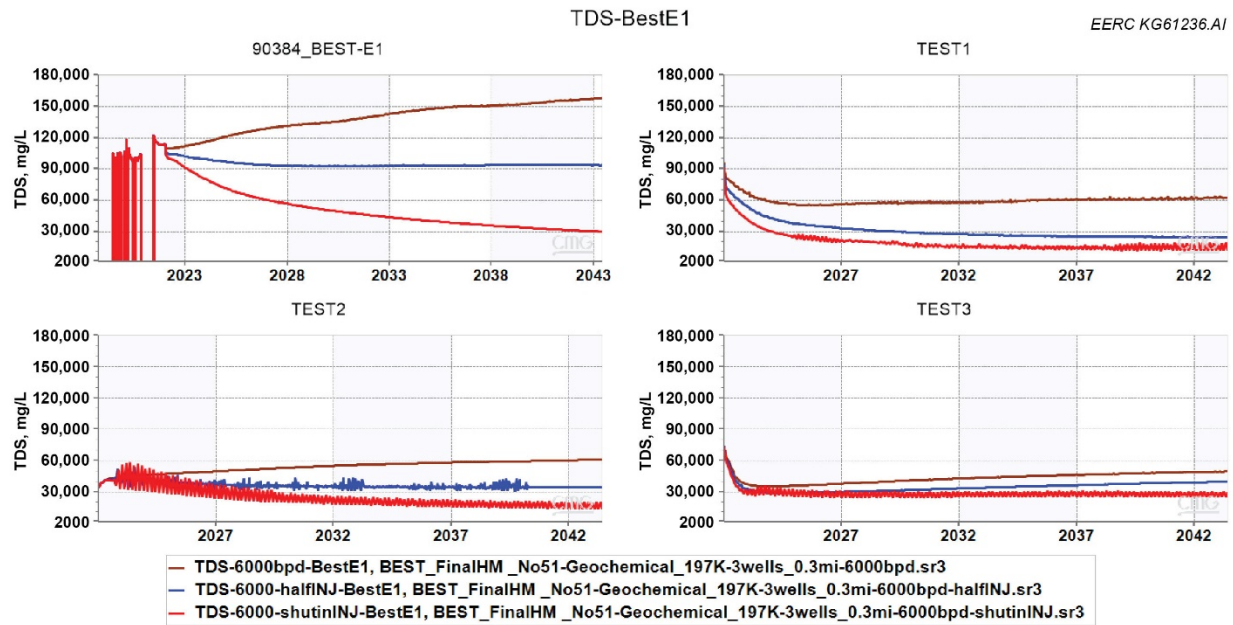 TDS-BestE1
EERC KG61236.AI
90384_BEST-E1
TEST1
180,000
150,000
120,000
90,000
60,000
30,000
2000
TDS, mg/L
2023
2028
2033
2038
2043
CMG
180,000
150,000
120,000
90,000
60,000
30,000
2000
TDS, mg/L
2027
2032
2037
2042
CMG
TEST2
TEST3
180,000
150,000
120,000
90,000
60,000
30,000
2000
TDS, mg/L
2027
2032
2037
2042
CMG
180,000
150,000
120,000
90,000
60,000
30,000
2000
TDS, mg/L
2027
2032
2037
2042
CMG
TDS-6000bpd-BestE1, BEST_FinalHM _No51-Geochemical_197K-3wells_0.3mi-6000bpd.sr3
TDS-6000-halfINJ-BestE1, BEST_FinalHM _No51-Geochemical_197K-3wells_0.3mi-6000bpd-halfINJ.sr3
TDS-6000-shutinINJ-BestE1, BEST_FinalHM _No51-Geochemical_197K-3wells_0.3mi-6000bpd-shutinINJ.sr3